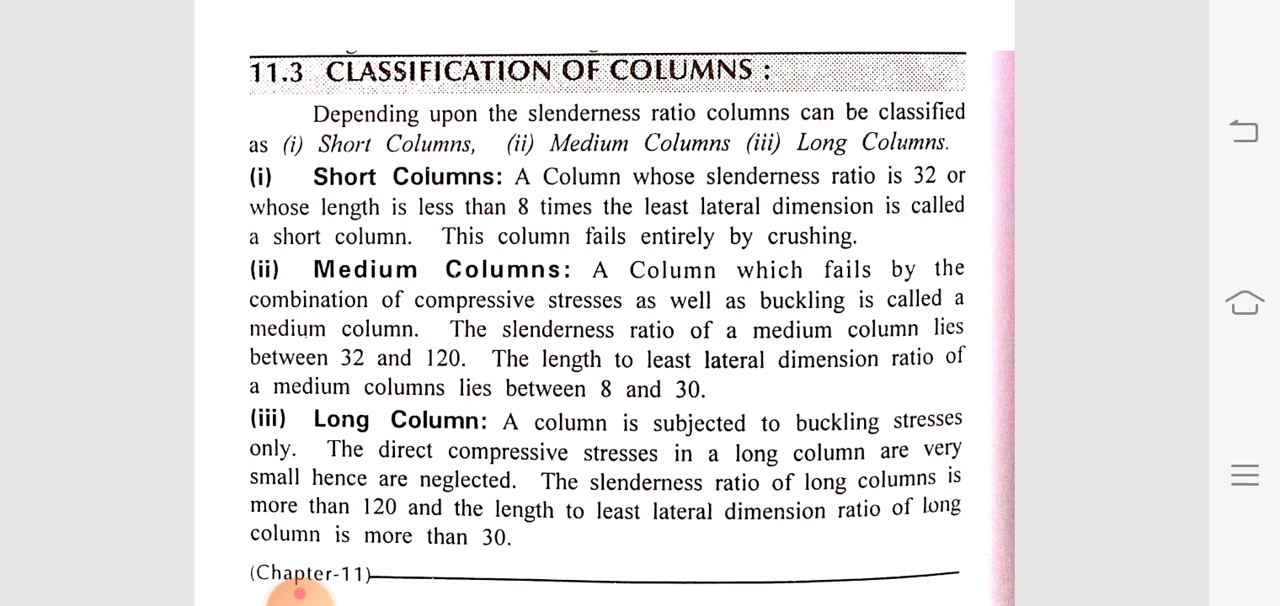 11.3 CLASSIFICATION OF COLUMNS :
Depending upon the slenderness ratio columns can be classified
as (i) Short Columns, (ii) Medium Columns (iii) Long Columns.
(i) Short Columns: A Column whose slenderness ratio is 32 or
whose length is less than 8 times the least lateral dimension is called
a short column. This column fails entirely by crushing.
(ii) Medium Columns: A Column which fails by the
combination of compressive stresses as well as buckling is called a
medium column. The slenderness ratio of a medium column lies
between 32 and 120. The length to least lateral dimension ratio of
a medium columns lies between 8 and 30.
(iii) Long Column: A column is subjected to buckling stresses
only. The direct compressive stresses in a long column are very
small hence are neglected. The slenderness ratio of long columns is
more than 120 and the length to least lateral dimension ratio of long
column is more than 30.
(Chapter-11)